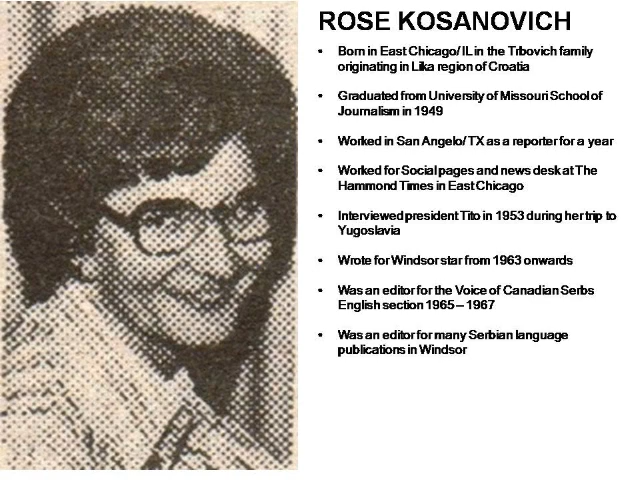 ROSE KOSANOVICH
• Born in East Chicago/ IL in the Trbovich family
originating in Lika region of Croatia
• Graduated from University of Missouri School of
Journalism in 1949
• Worked in San Angelo/ TX as a reporter for a year
• Worked for Social pages and news desk at The
Hammond Times in East Chicago
• Interviewed president Tito in 1953 during her trip to
Yugoslavia
• Wrote for Windsor star from 1963 onwards
• Was an editor for the Voice of Canadian Serbs
English section 1965 – 1967
• Was an editor for many Serbian language
publications in Windsor